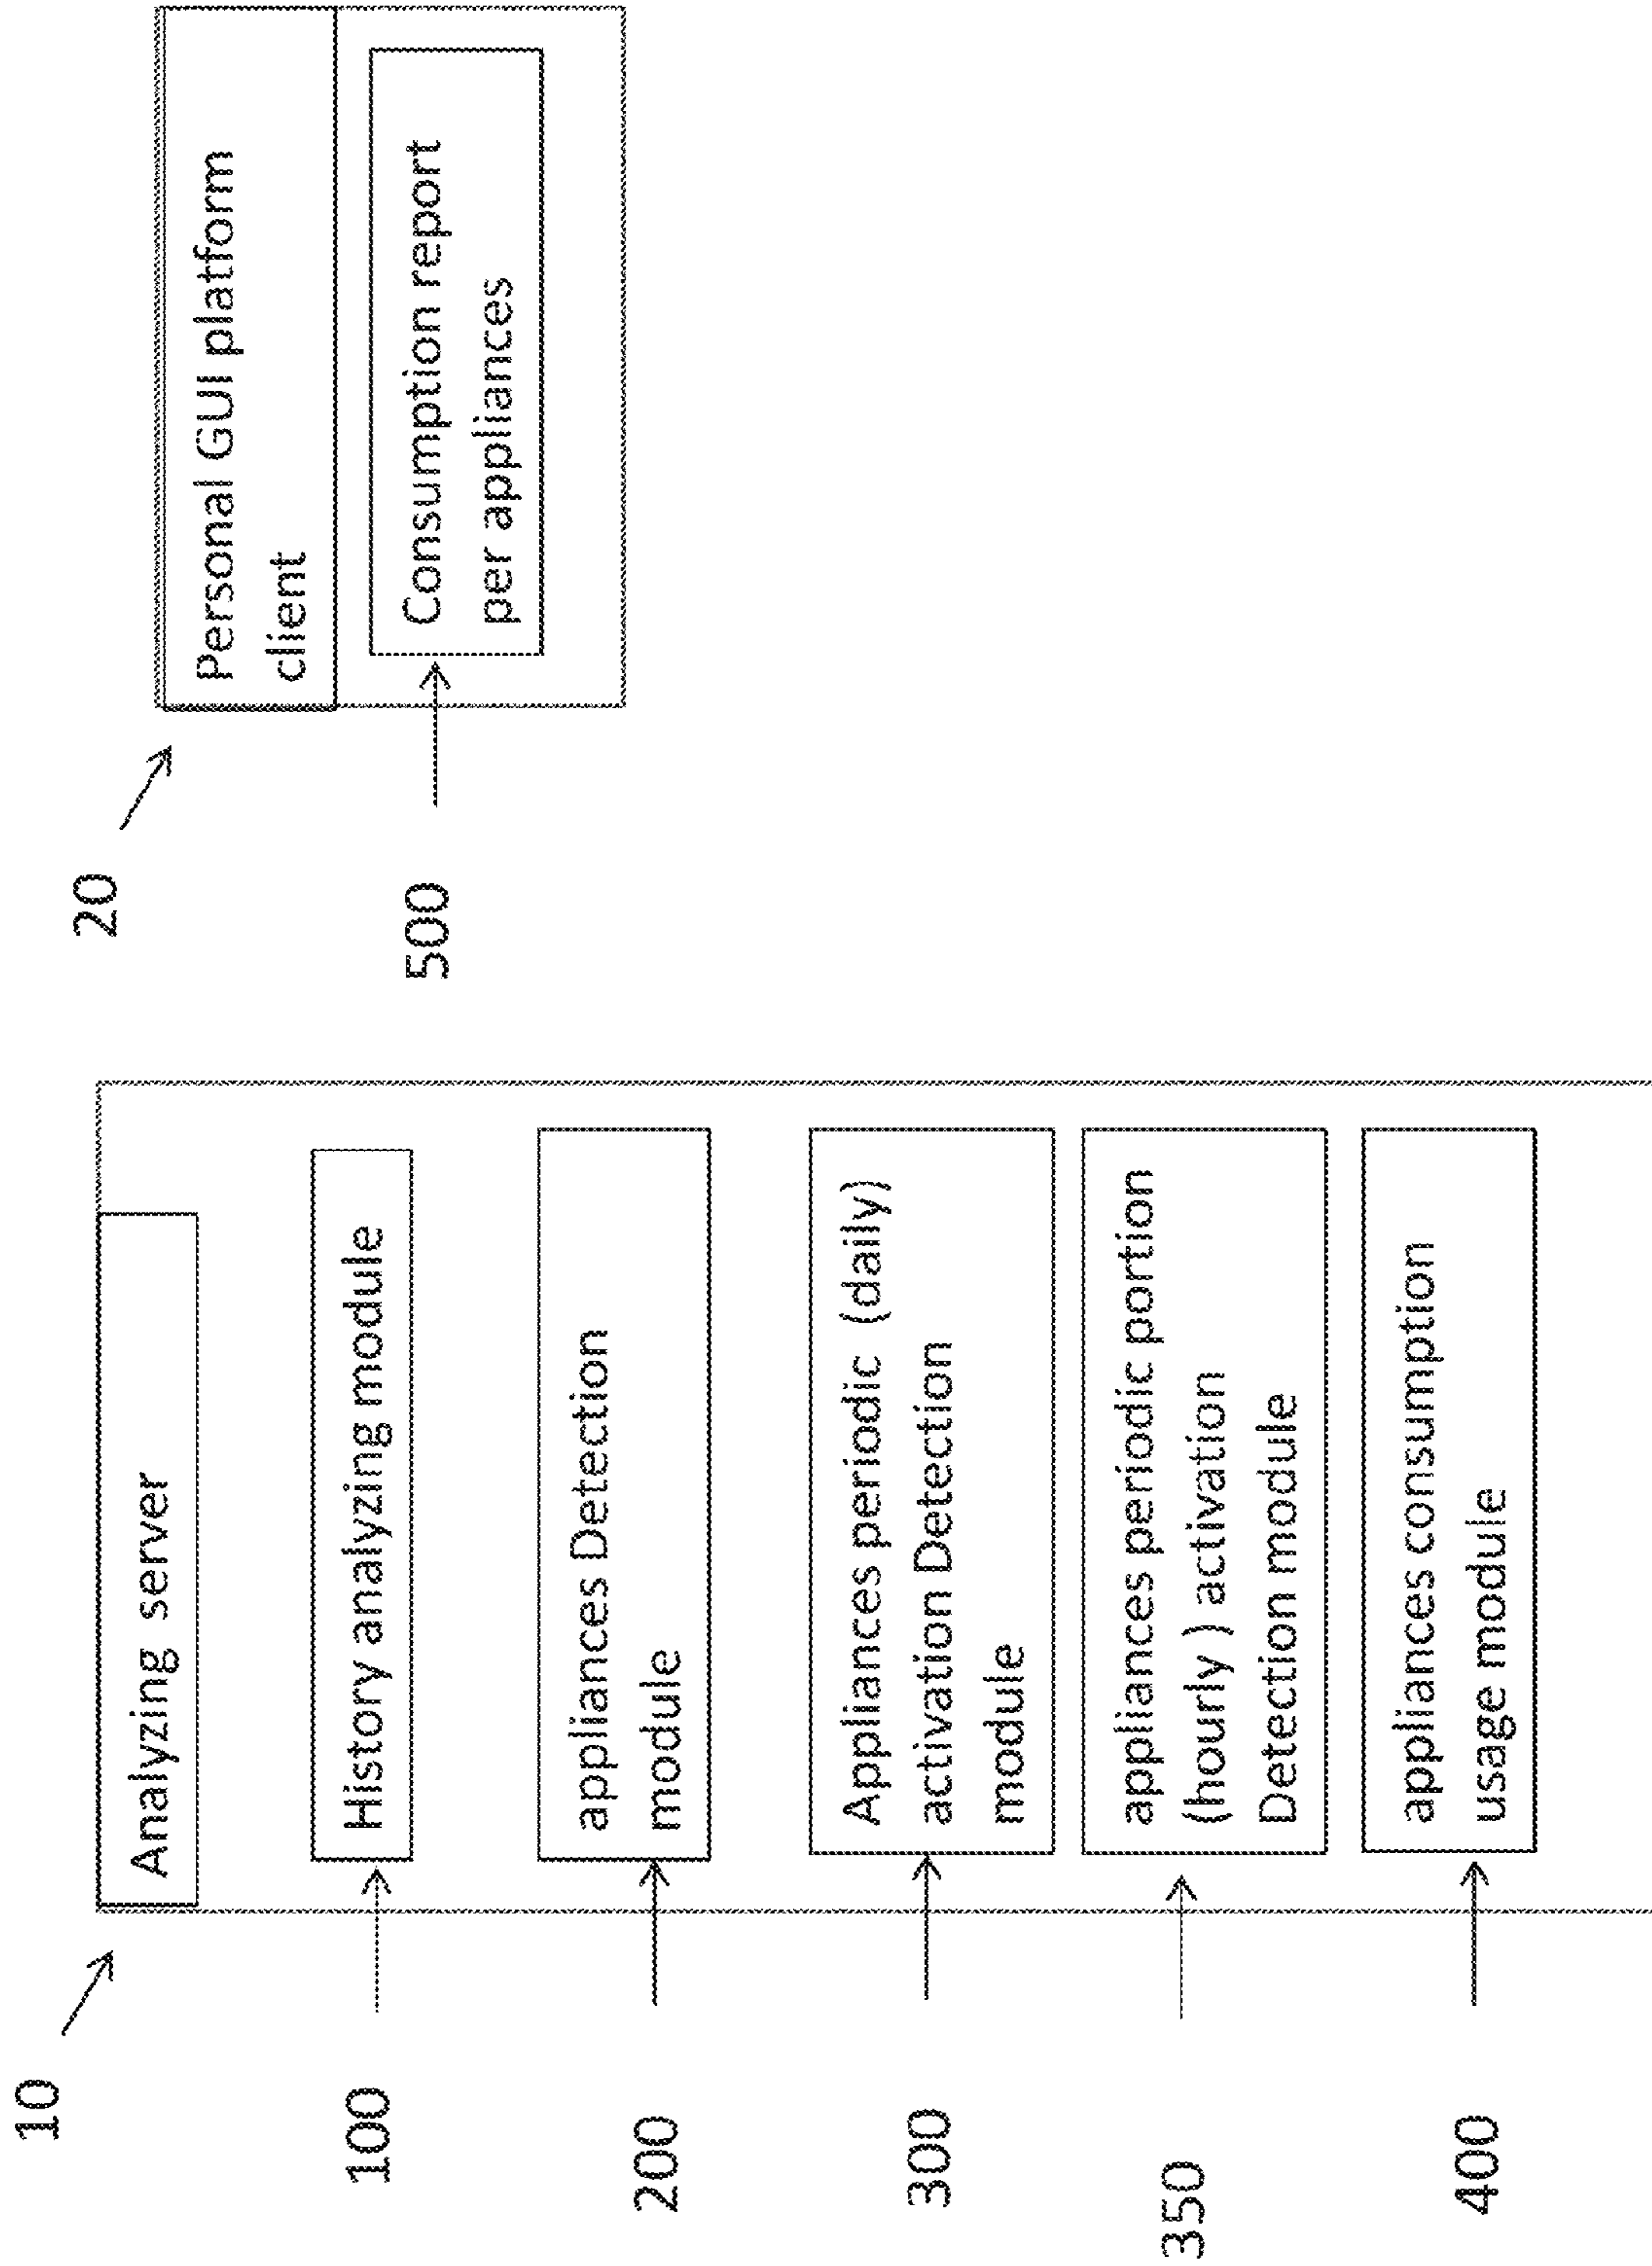 10
Analyzing server
100
History analyzing module
200
appliances Detection
module
300
Appliances periodic (daily)
activation Detection
module
350
appliances periodic portion
(hourly) activation
Detection module
400
appliances consumption
usage module
20
Personal GUI platform
client
500
Consumption report
per appliances